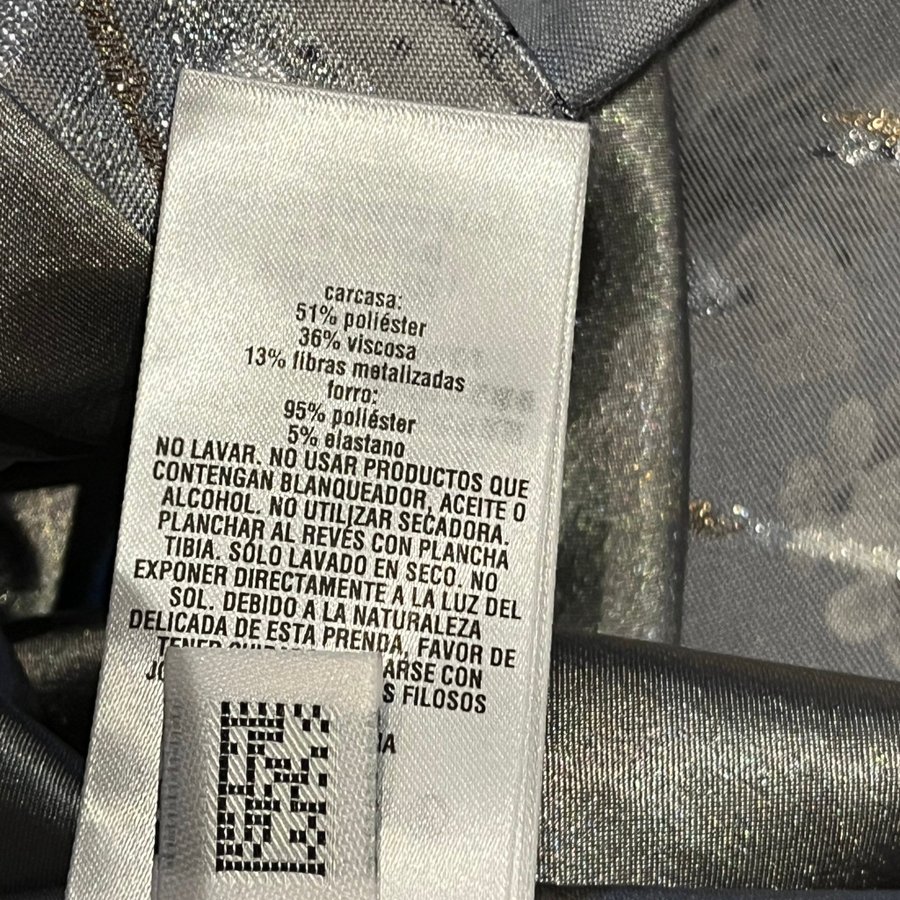 carcasa:
51% poliéster
36% viscosa
13% fibras metalizadas
forro:
95% poliéster
5% elastano
NO LAVAR. NO USAR PRODUCTOS QUE
CONTENGAN BLANQUEADOR, ACEITE O
ALCOHOL. NO UTILIZAR SECADORA.
PLANCHAR AL REVÉS CON PLANCHA
TIBIA. SÓLO LAVADO EN SECO. NO
EXPONER DIRECTAMENTE A LA LUZ DEL
SOL. DEBIDO A LA NATURALEZA
DELICADA DE ESTA PRENDA, FAVOR DE
TENER CON
FILOSOS